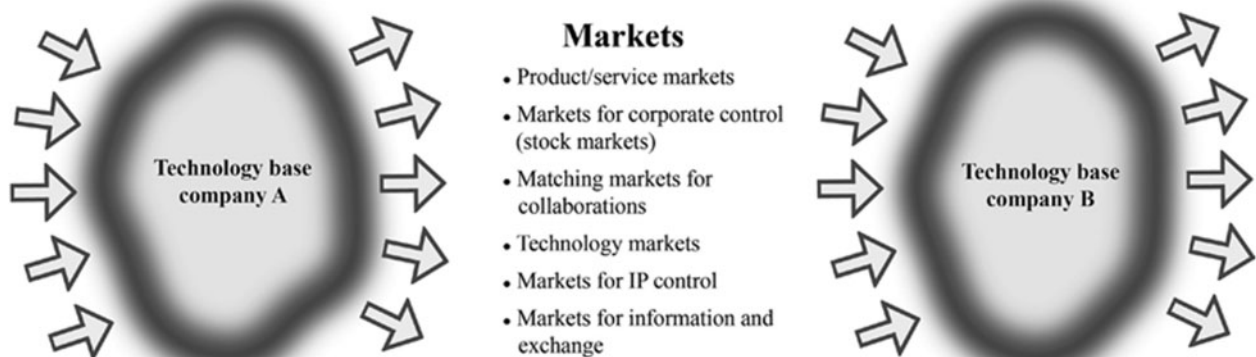 Technology base
company A
Markets
• Product/service markets
• Markets for corporate control
(stock markets)
• Matching markets for
collaborations
• Technology markets
• Markets for IP control
• Markets for information and
exchange
Technology base
company B